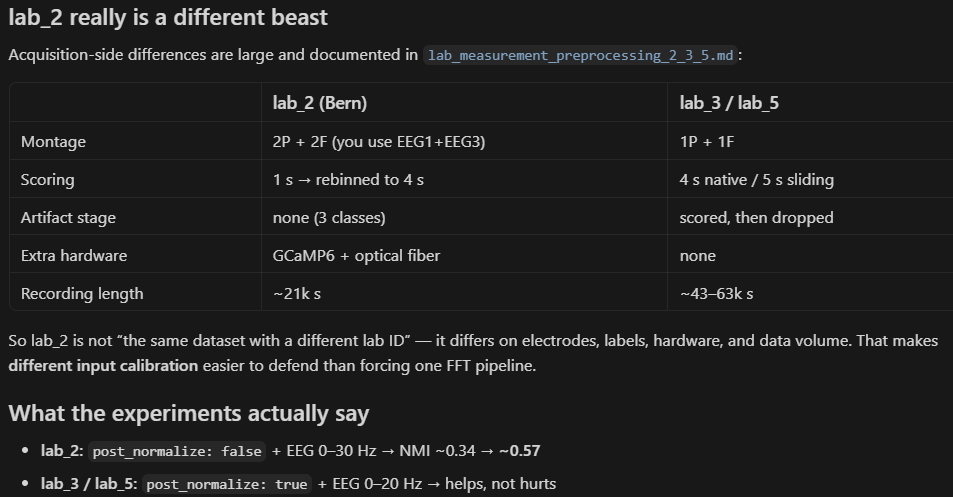 lab_2 really is a different beast
Acquisition-side differences are large and documented in lab_measurement_preprocessing_2_3_5.md:
lab_2 (Bern) lab_3 / lab_5
Montage 2P + 2F (you use EEG1+EEG3) 1P + 1F
Scoring 1 s → rebinned to 4 s 4 s native / 5 s sliding
Artifact stage none (3 classes) scored, then dropped
Extra hardware GCaMP6 + optical fiber none
Recording length ~21k s ~43–63k s
So lab_2 is not “the same dataset with a different lab ID” — it differs on electrodes, labels, hardware, and data volume. That makes
different input calibration easier to defend than forcing one FFT pipeline.
What the experiments actually say
• lab_2: post_normalize: false + EEG 0–30 Hz → NMI ~0.34 → ~0.57
• lab_3 / lab_5: post_normalize: true + EEG 0–20 Hz → helps, not hurts